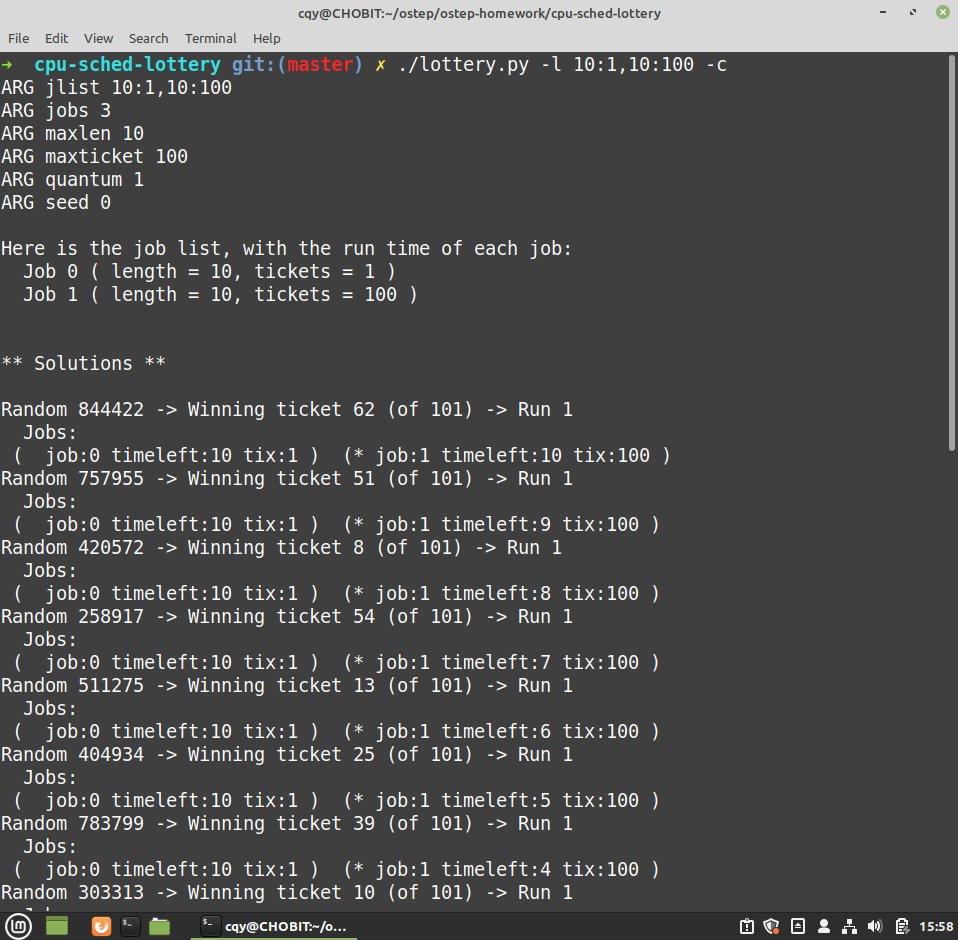 cqy@CHOBIT:~/ostep/ostep-homework/cpu-sched-lottery
File Edit View Search Terminal Help
➜ cpu-sched-lottery git:(master) ✗ ./lottery.py -l 10:1,10:100 -c
ARG jlist 10:1,10:100
ARG jobs 3
ARG maxlen 10
ARG maxticket 100
ARG quantum 1
ARG seed 0
Here is the job list, with the run time of each job:
Job 0 ( length = 10, tickets = 1 )
Job 1 ( length = 10, tickets = 100 )
** Solutions **
Random 844422 -> Winning ticket 62 (of 101) -> Run 1
Jobs:
( job:0 timeleft:10 tix:1 ) (* job:1 timeleft:10 tix:100 )
Random 757955 -> Winning ticket 51 (of 101) -> Run 1
Jobs:
( job:0 timeleft:10 tix:1 ) (* job:1 timeleft:9 tix:100 )
Random 420572 -> Winning ticket 8 (of 101) -> Run 1
Jobs:
( job:0 timeleft:10 tix:1 ) (* job:1 timeleft:8 tix:100 )
Random 258917 -> Winning ticket 54 (of 101) -> Run 1
Jobs:
( job:0 timeleft:10 tix:1 ) (* job:1 timeleft:7 tix:100 )
Random 511275 -> Winning ticket 13 (of 101) -> Run 1
Jobs:
( job:0 timeleft:10 tix:1 ) (* job:1 timeleft:6 tix:100 )
Random 404934 -> Winning ticket 25 (of 101) -> Run 1
Jobs:
( job:0 timeleft:10 tix:1 ) (* job:1 timeleft:5 tix:100 )
Random 783799 -> Winning ticket 39 (of 101) -> Run 1
Jobs:
( job:0 timeleft:10 tix:1 ) (* job:1 timeleft:4 tix:100 )
Random 303313 -> Winning ticket 10 (of 101) -> Run 1
cqy@CHOBIT:~/o...
15:58